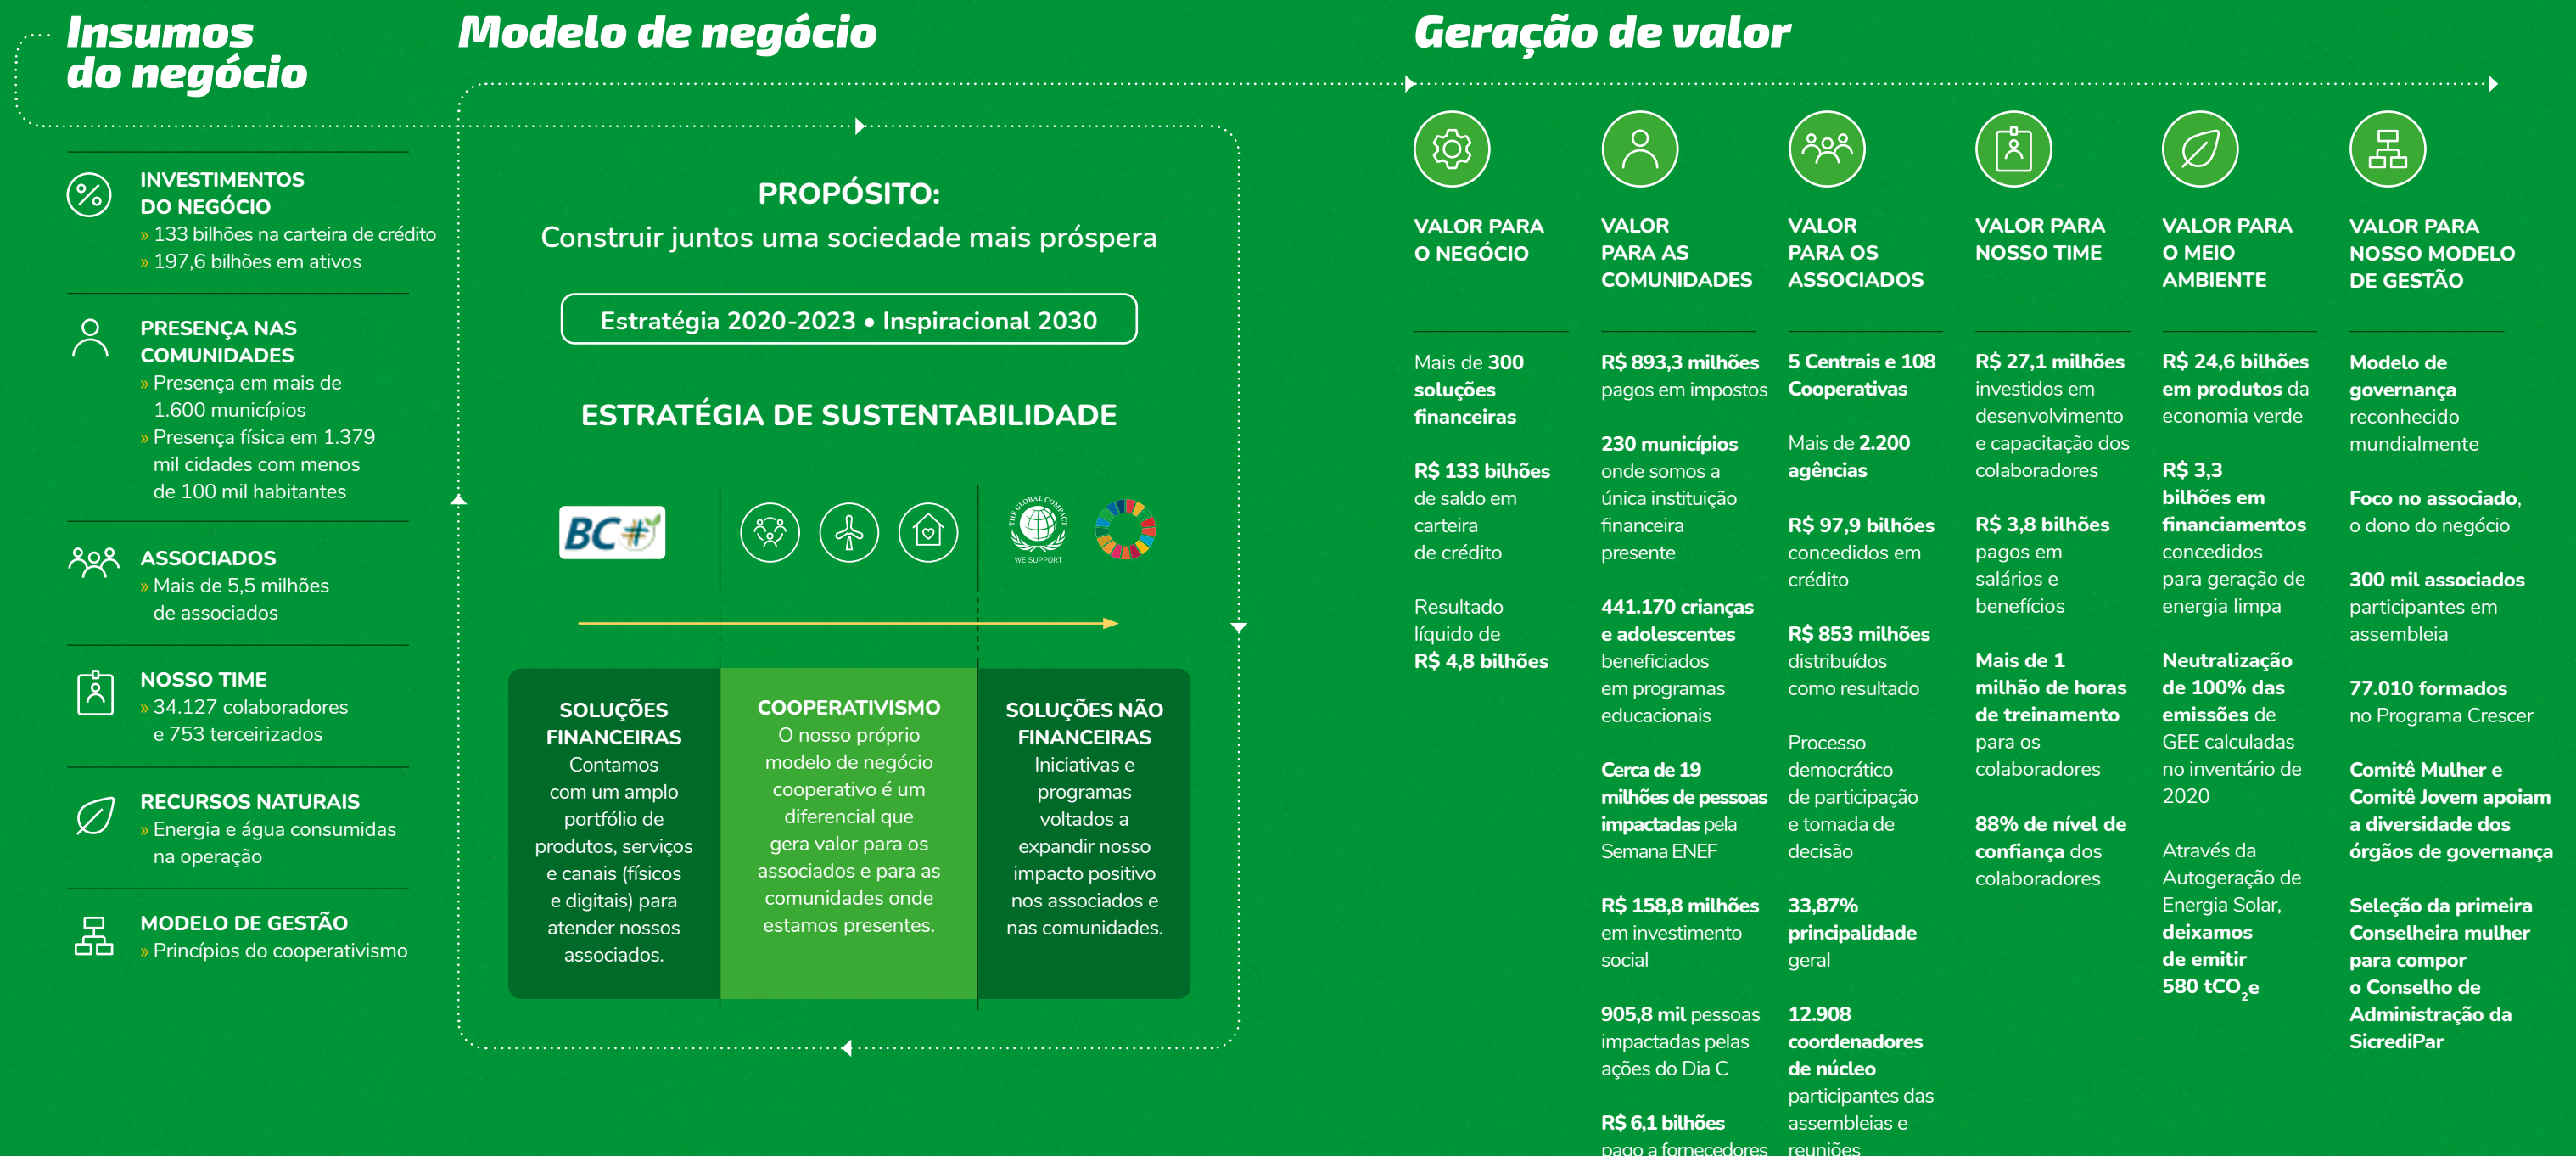 Insumos
do negócio
INVESTIMENTOS
DO NEGÓCIO
» 133 bilhões na carteira de crédito
» 197,6 bilhões em ativos
PRESENÇA NAS
COMUNIDADES
» Presença em mais de
1.600 municípios
» Presença física em 1.379
mil cidades com menos
de 100 mil habitantes
ASSOCIADOS
» Mais de 5,5 milhões
de associados
NOSSO TIME
» 34.127 colaboradores
e 753 terceirizados
RECURSOS NATURAIS
» Energia e água consumidas
na operação
MODELO DE GESTÃO
» Princípios do cooperativismo
Modelo de negócio
PROPÓSITO:
Construir juntos uma sociedade mais próspera
Estratégia 2020-2023 • Inspiracional 2030
ESTRATÉGIA DE SUSTENTABILIDADE
BC#
THE GLOBAL COMPACT
WE SUPPORT
SOLUÇÕES
FINANCEIRAS
Contamos
com um amplo
portfólio de
produtos, serviços
e canais (físicos
e digitais) para
atender nossos
associados.
COOPERATIVISMO
O nosso próprio
modelo de negócio
cooperativo é um
diferencial que
gera valor para os
associados e para as
comunidades onde
estamos presentes.
SOLUÇÕES NÃO
FINANCEIRAS
Iniciativas e
programas
voltados a
expandir nosso
impacto positivo
nos associados e
nas comunidades.
Geração de valor
VALOR PARA
O NEGÓCIO
Mais de 300
soluções
financeiras
R$ 133 bilhões
de saldo em
carteira
de crédito
Resultado
líquido de
R$ 4,8 bilhões
VALOR
PARA AS
COMUNIDADES
R$ 893,3 milhões
pagos em impostos
230 municípios
onde somos a
única instituição
financeira
presente
441.170 crianças
e adolescentes
beneficiados
em programas
educacionais
Cerca de 19
milhões de pessoas
impactadas pela
Semana ENEF
R$ 158,8 milhões
em investimento
social
905,8 mil pessoas
impactadas pelas
ações do Dia C
R$ 6,1 bilhões
pago a fornecedores
VALOR
PARA OS
ASSOCIADOS
5 Centrais e 108
Cooperativas
Mais de 2.200
agências
R$ 97,9 bilhões
concedidos em
crédito
R$ 853 milhões
distribuídos
como resultado
Processo
democrático
de participação
e tomada de
decisão
33,87%
principalidade
geral
12.908
coordenadores
de núcleo
participantes das
assembleias e
reuniões
VALOR PARA
NOSSO TIME
R$ 27,1 milhões
investidos em
desenvolvimento
e capacitação dos
colaboradores
R$ 3,8 bilhões
pagos em
salários e
benefícios
Mais de 1
milhão de horas
de treinamento
para os
colaboradores
88% de nível de
confiança dos
colaboradores
VALOR PARA
O MEIO
AMBIENTE
R$ 24,6 bilhões
em produtos da
economia verde
R$ 3,3
bilhões em
financiamentos
concedidos
para geração de
energia limpa
Neutralização
de 100% das
emissões de
GEE calculadas
no inventário de
2020
Através da
Autogeração de
Energia Solar,
deixamos
de emitir
580 tCO₂e
VALOR PARA
NOSSO MODELO
DE GESTÃO
Modelo de
governança
reconhecido
mundialmente
Foco no associado,
o dono do negócio
300 mil associados
participantes em
assembleia
77.010 formados
no Programa Crescer
Comitê Mulher e
Comitê Jovem apoiam
a diversidade dos
órgãos de governança
Seleção da primeira
Conselheira mulher
para compor
o Conselho de
Administração da
SicrediPar